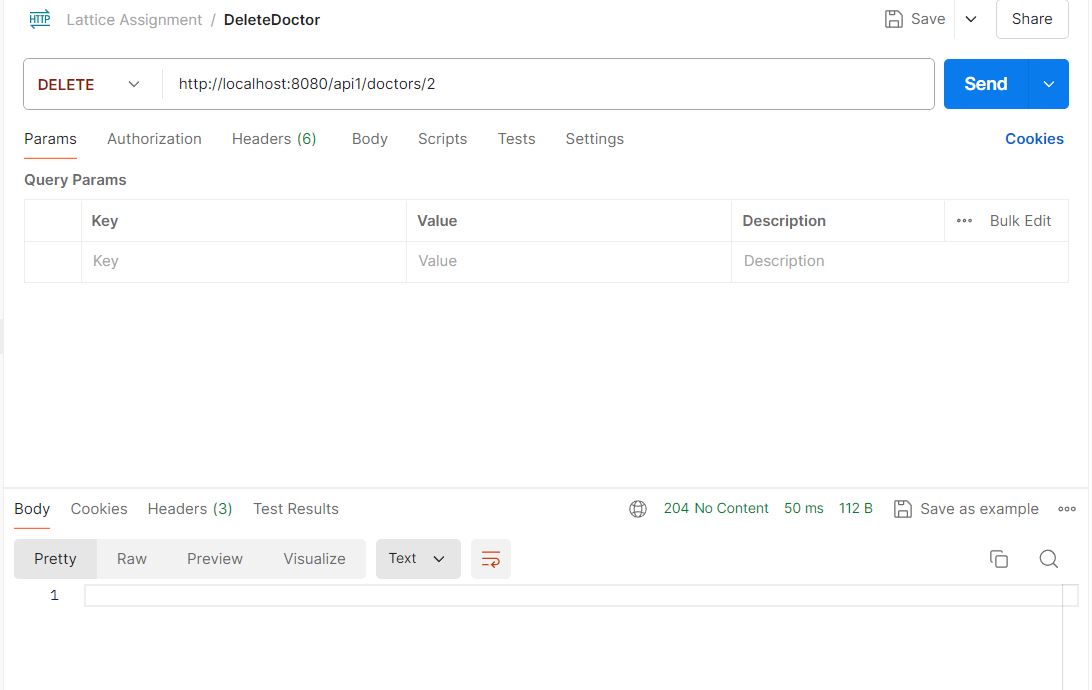 HTTP Lattice Assignment / DeleteDoctor Save Share
DELETE http://localhost:8080/api1/doctors/2 Send
Params Authorization Headers (6) Body Scripts Tests Settings Cookies
Query Params
Key Value Description ••• Bulk Edit
Key Value Description
Body Cookies Headers (3) Test Results 204 No Content 50 ms 112 B Save as example
Pretty Raw Preview Visualize Text
1